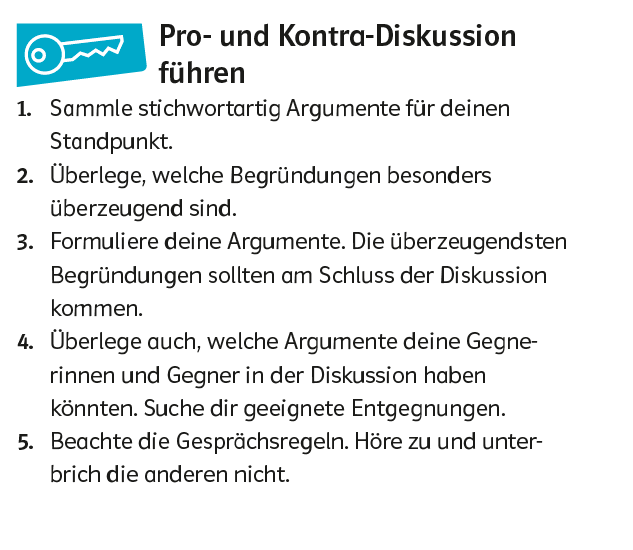 Pro- und Kontra-Diskussion
führen
1. Sammle stichwortartig Argumente für deinen
Standpunkt.
2. Überlege, welche Begründungen besonders
überzeugend sind.
3. Formuliere deine Argumente. Die überzeugendsten
Begründungen sollten am Schluss der Diskussion
kommen.
4. Überlege auch, welche Argumente deine Gegne-
rinnen und Gegner in der Diskussion haben
könnten. Suche dir geeignete Entgegnungen.
5. Beachte die Gesprächsregeln. Höre zu und unter-
brich die anderen nicht.